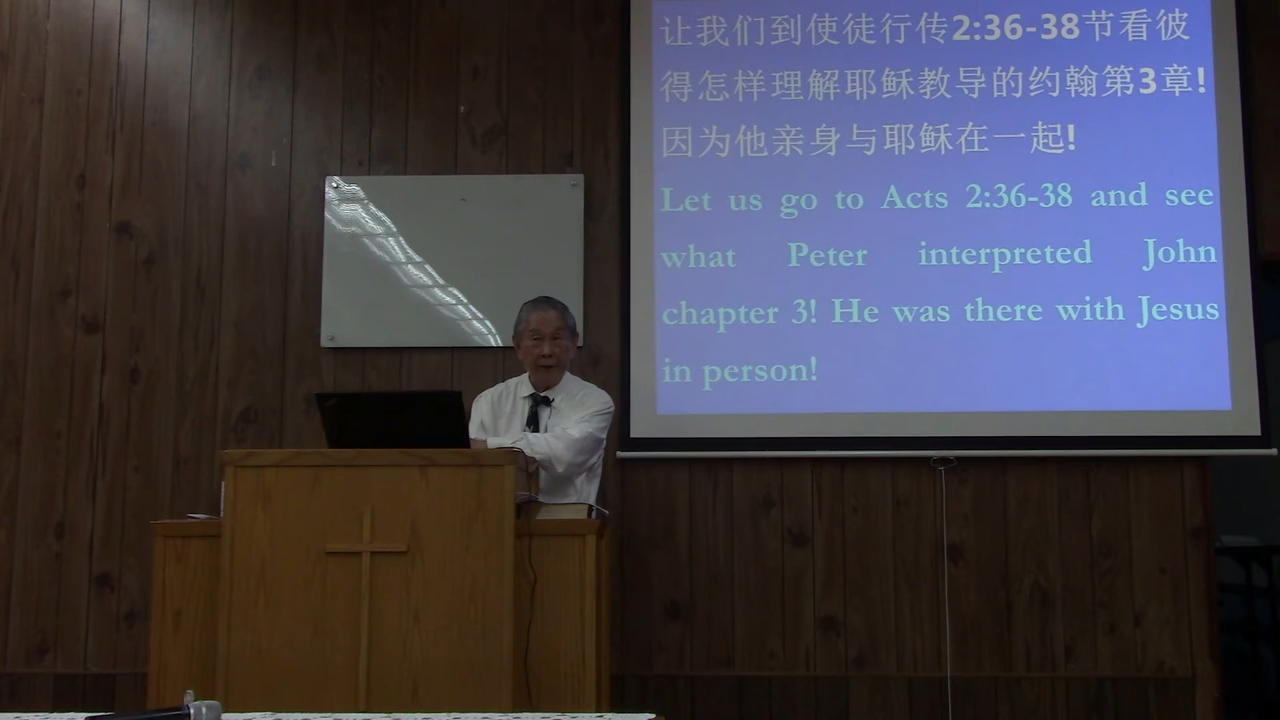 让我们到使徒行传2:36-38节看彼
得怎样理解耶稣教导的约翰第3章!
因为他亲身与耶稣在一起!
Let us go to Acts 2:36-38 and see
what Peter interpreted John
chapter 3! He was there with Jesus
in person!